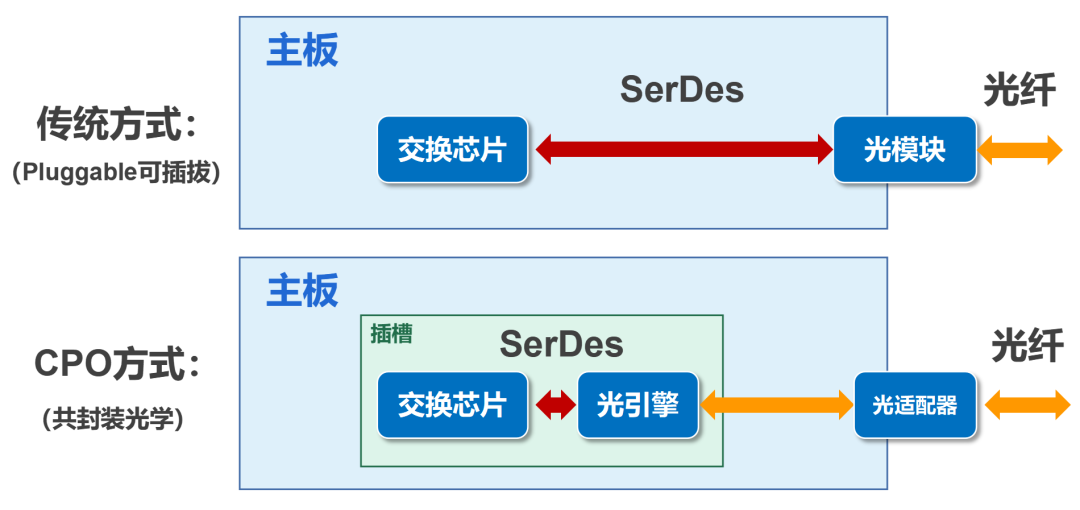 主板
SerDes
光纤
传统方式：
（Pluggable可插拔）
交换芯片
光模块
主板
插槽
SerDes
光纤
CPO方式：
（共封装光学）
交换芯片
光引擎
光适配器